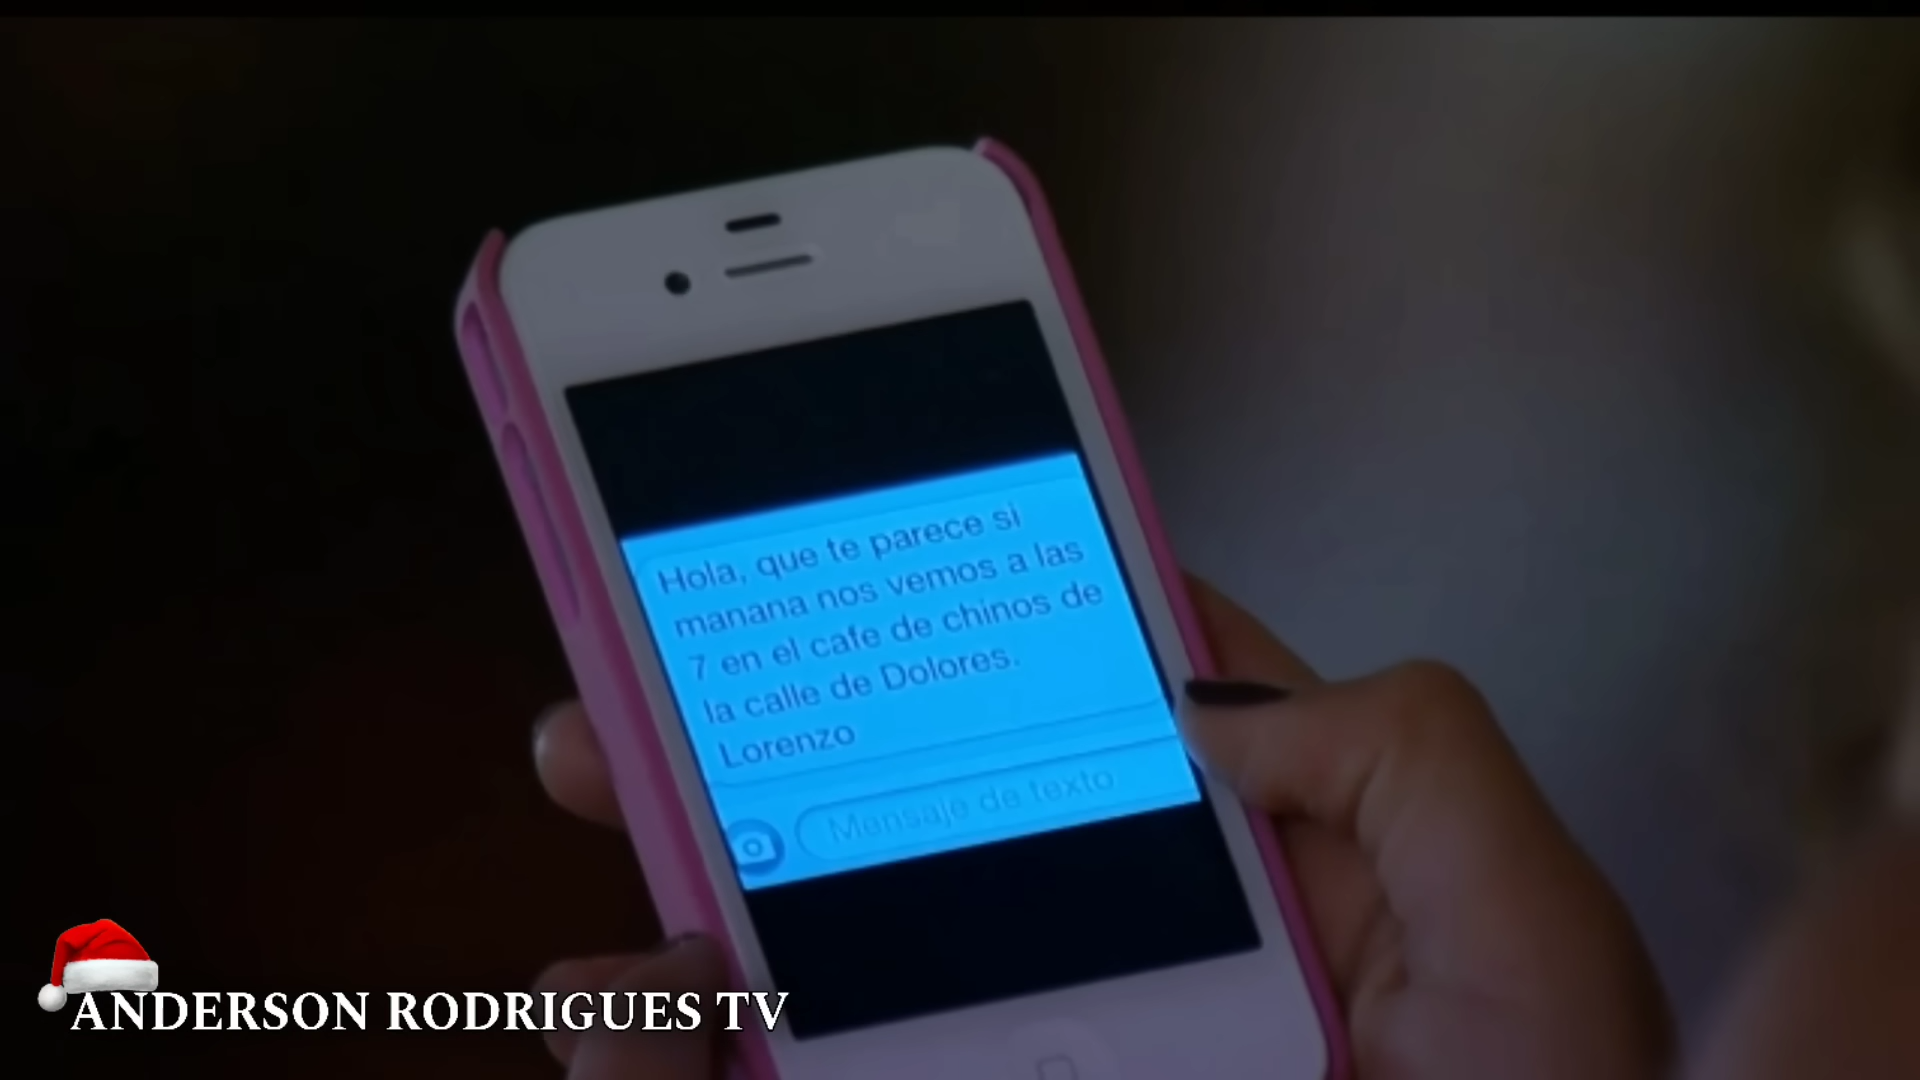 Hola, que te parece si
manana nos vemos a las
7 en el cafe de chinos de
la calle de Dolores.
Lorenzo
Mensaje de texto
ANDERSON RODRIGUES TV